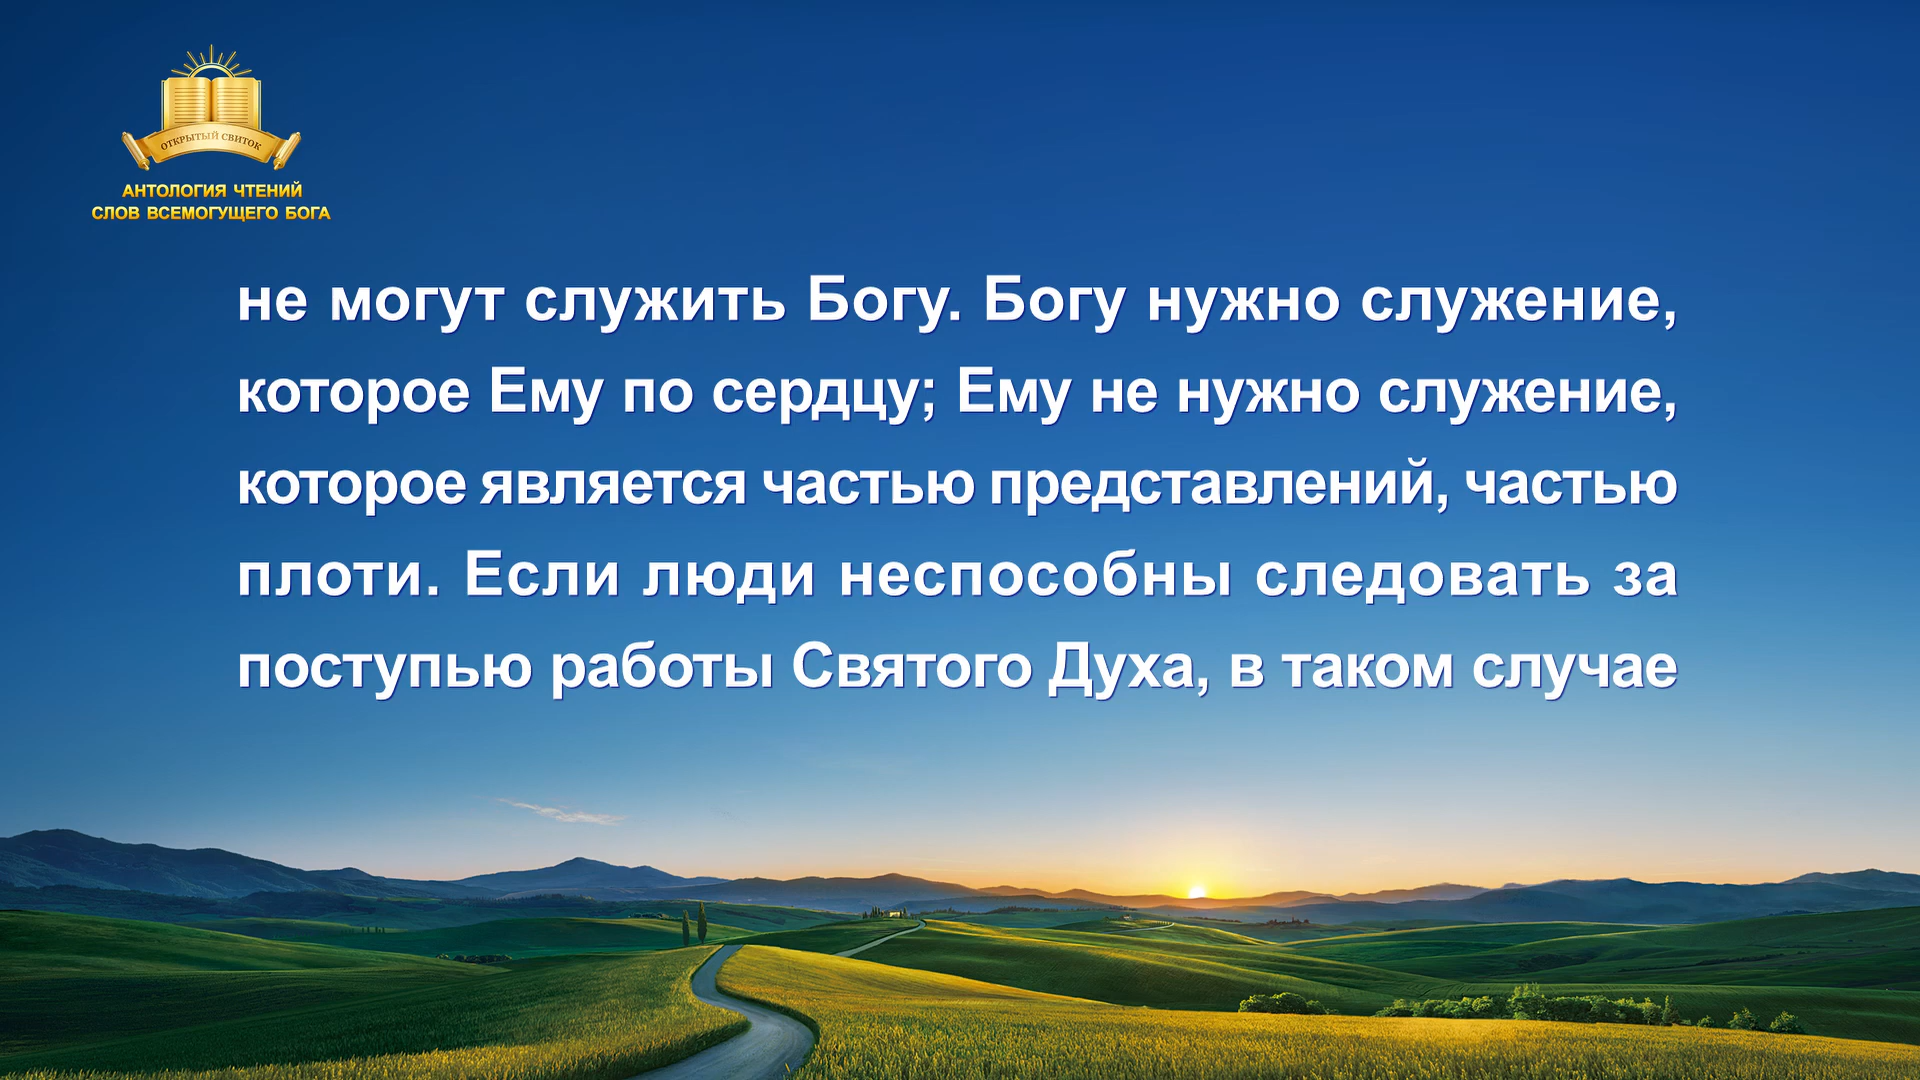 ОТКРЫТЫЙ СВИТОК
АНТОЛОГИЯ ЧТЕНИЙ
СЛОВ ВСЕМОГУЩЕГО БОГА
не могут служить Богу. Богу нужно служение,
которое Ему по сердцу; Ему не нужно служение,
которое является частью представлений, частью
плоти. Если люди неспособны следовать за
поступью работы Святого Духа, в таком случае